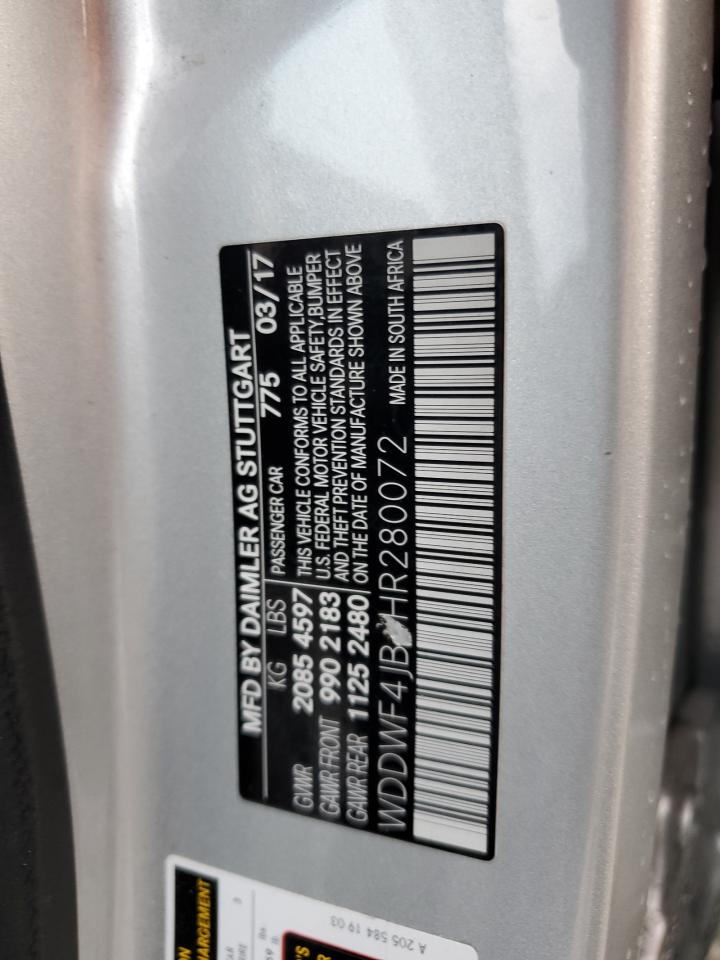 MFD BY DAIMLER AG STUTTGART
KG LBS PASSENGER CAR 775 03/17
GVWR 2085 4597 THIS VEHICLE CONFORMS TO ALL APPLICABLE
GAWR FRONT 990 2183 U.S. FEDERAL MOTOR VEHICLE SAFETY,BUMPER
AND THEFT PREVENTION STANDARDS IN EFFECT
GAWR REAR 1125 2480 ON THE DATE OF MANUFACTURE SHOWN ABOVE
WDDWF4JB HR280072 MADE IN SOUTH AFRICA
A 205 584 19 03